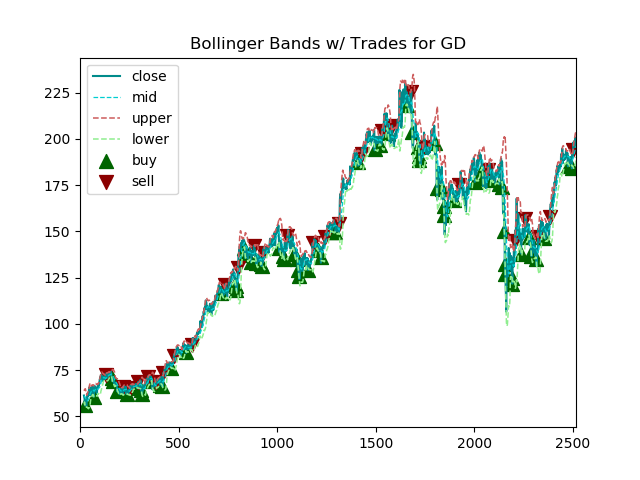 Bollinger Bands w/ Trades for GD
close
mid
upper
lower
buy
sell
225
200
175
150
125
100
75
50
0 500 1000 1500 2000 2500